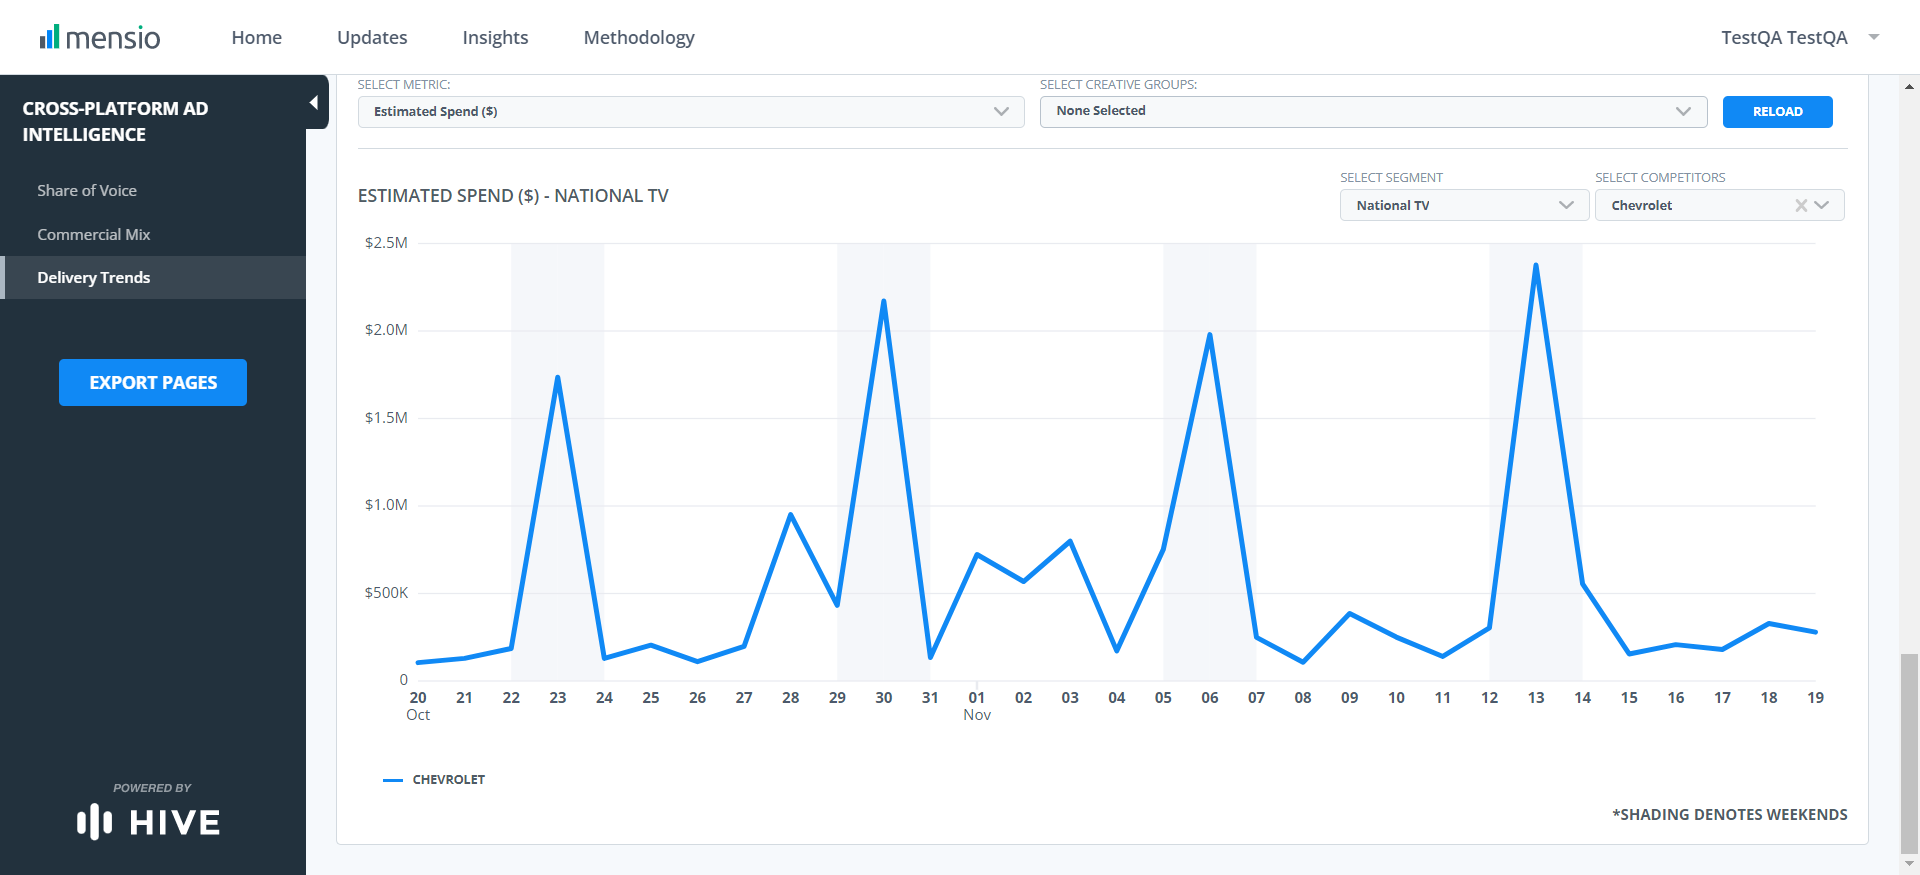 mensio
Home
Updates
Insights
Methodology
TestQA TestQA
CROSS-PLATFORM AD
INTELLIGENCE
Share of Voice
Commercial Mix
Delivery Trends
EXPORT PAGES
POWERED BY
HIVE
SELECT METRIC:
Estimated Spend ($)
SELECT CREATIVE GROUPS:
None Selected
RELOAD
ESTIMATED SPEND ($) - NATIONAL TV
SELECT SEGMENT
National TV
SELECT COMPETITORS
Chevrolet
$2.5M
$2.0M
$1.5M
$1.0M
$500K
0
20 21 22 23 24 25 26 27 28 29 30 31 01 02 03 04 05 06 07 08 09 10 11 12 13 14 15 16 17 18 19
Oct Nov
CHEVROLET
*SHADING DENOTES WEEKENDS